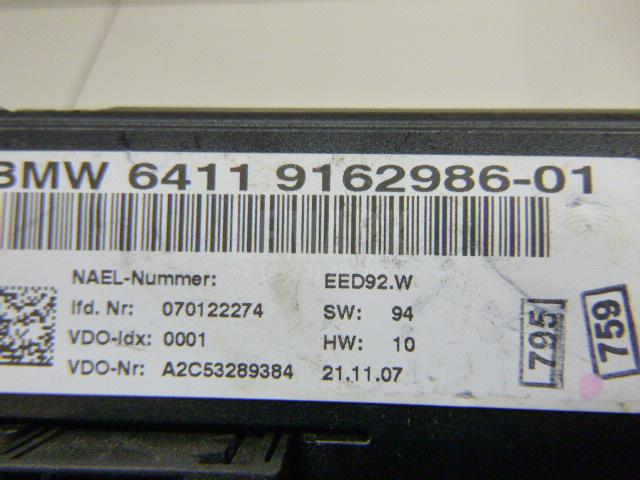 BMW 6411 9162986-01
NAEL-Nummer: EED92.W
lfd. Nr: 070122274 SW: 94
VDO-Idx: 0001 HW: 10
VDO-Nr: A2C53289384 21.11.07
795
759